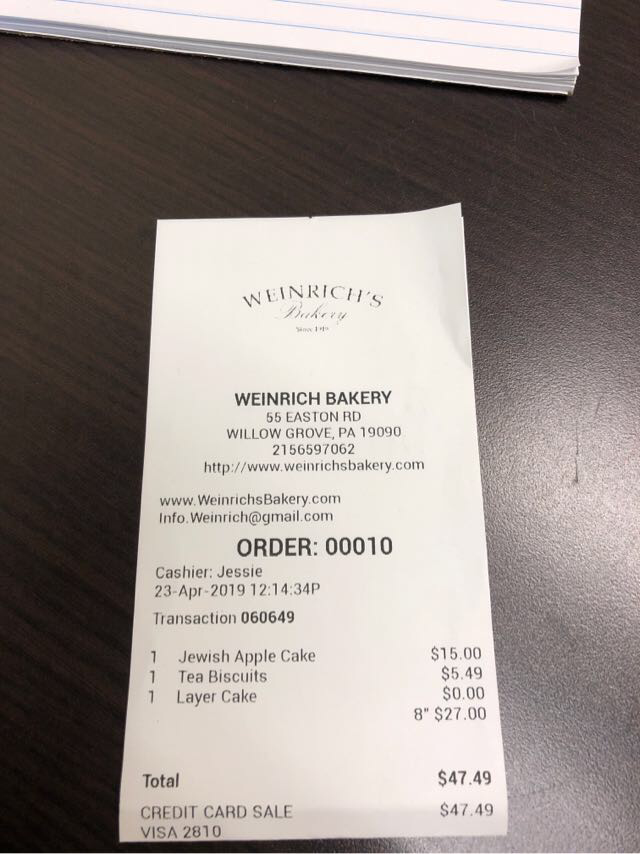 WEINRICH'S
Bakery
Since 1919
WEINRICH BAKERY
55 EASTON RD
WILLOW GROVE, PA 19090
2156597062
http://www.weinrichsbakery.com
www.WeinrichsBakery.com
Info.Weinrich@gmail.com
ORDER: 00010
Cashier: Jessie
23-Apr-2019 12:14:34P
Transaction 060649
1 Jewish Apple Cake $15.00
1 Tea Biscuits $5.49
1 Layer Cake $0.00
8" $27.00
Total $47.49
CREDIT CARD SALE $47.49
VISA 2810